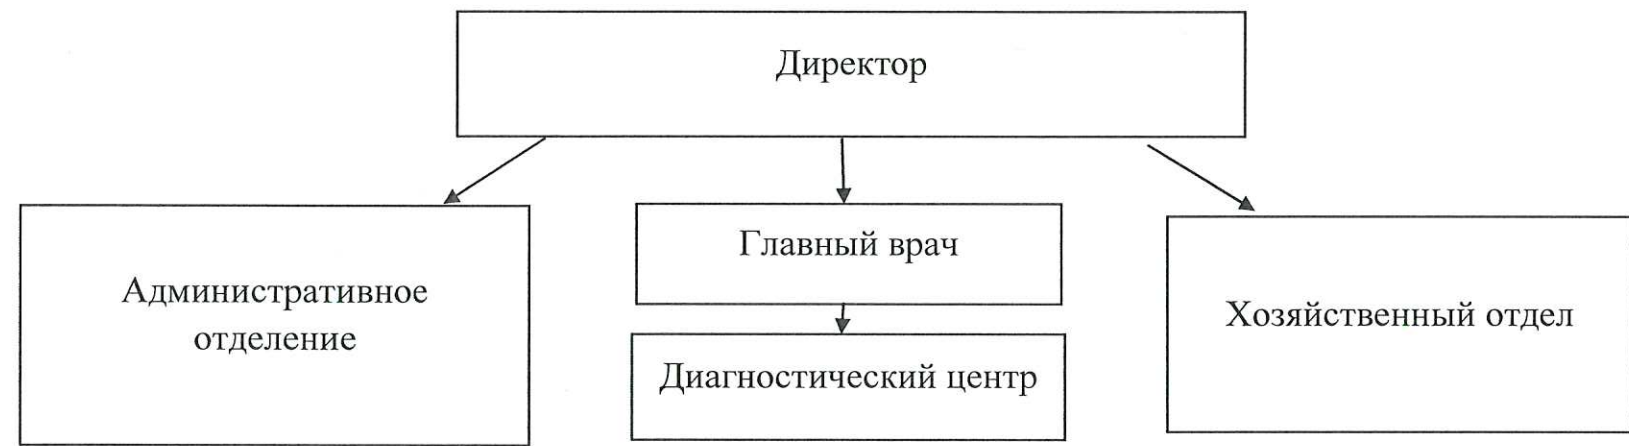 Директор
Главный врач
Административное
отделение
Хозяйственный отдел
Диагностический центр